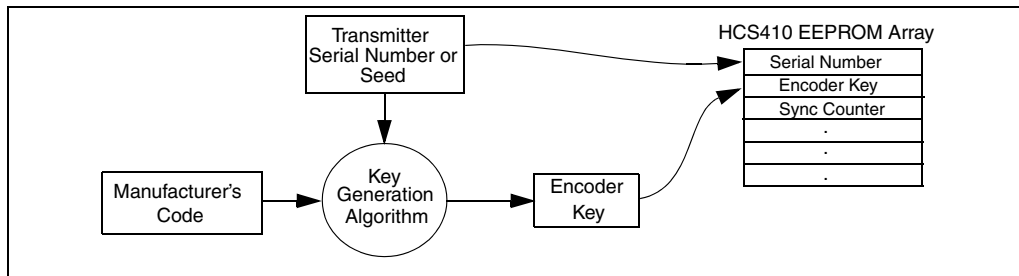 Transmitter
Serial Number or
Seed
HCS410 EEPROM Array
Serial Number
Encoder Key
Sync Counter
.
.
.
Manufacturer's
Code
Key
Generation
Algorithm
Encoder
Key